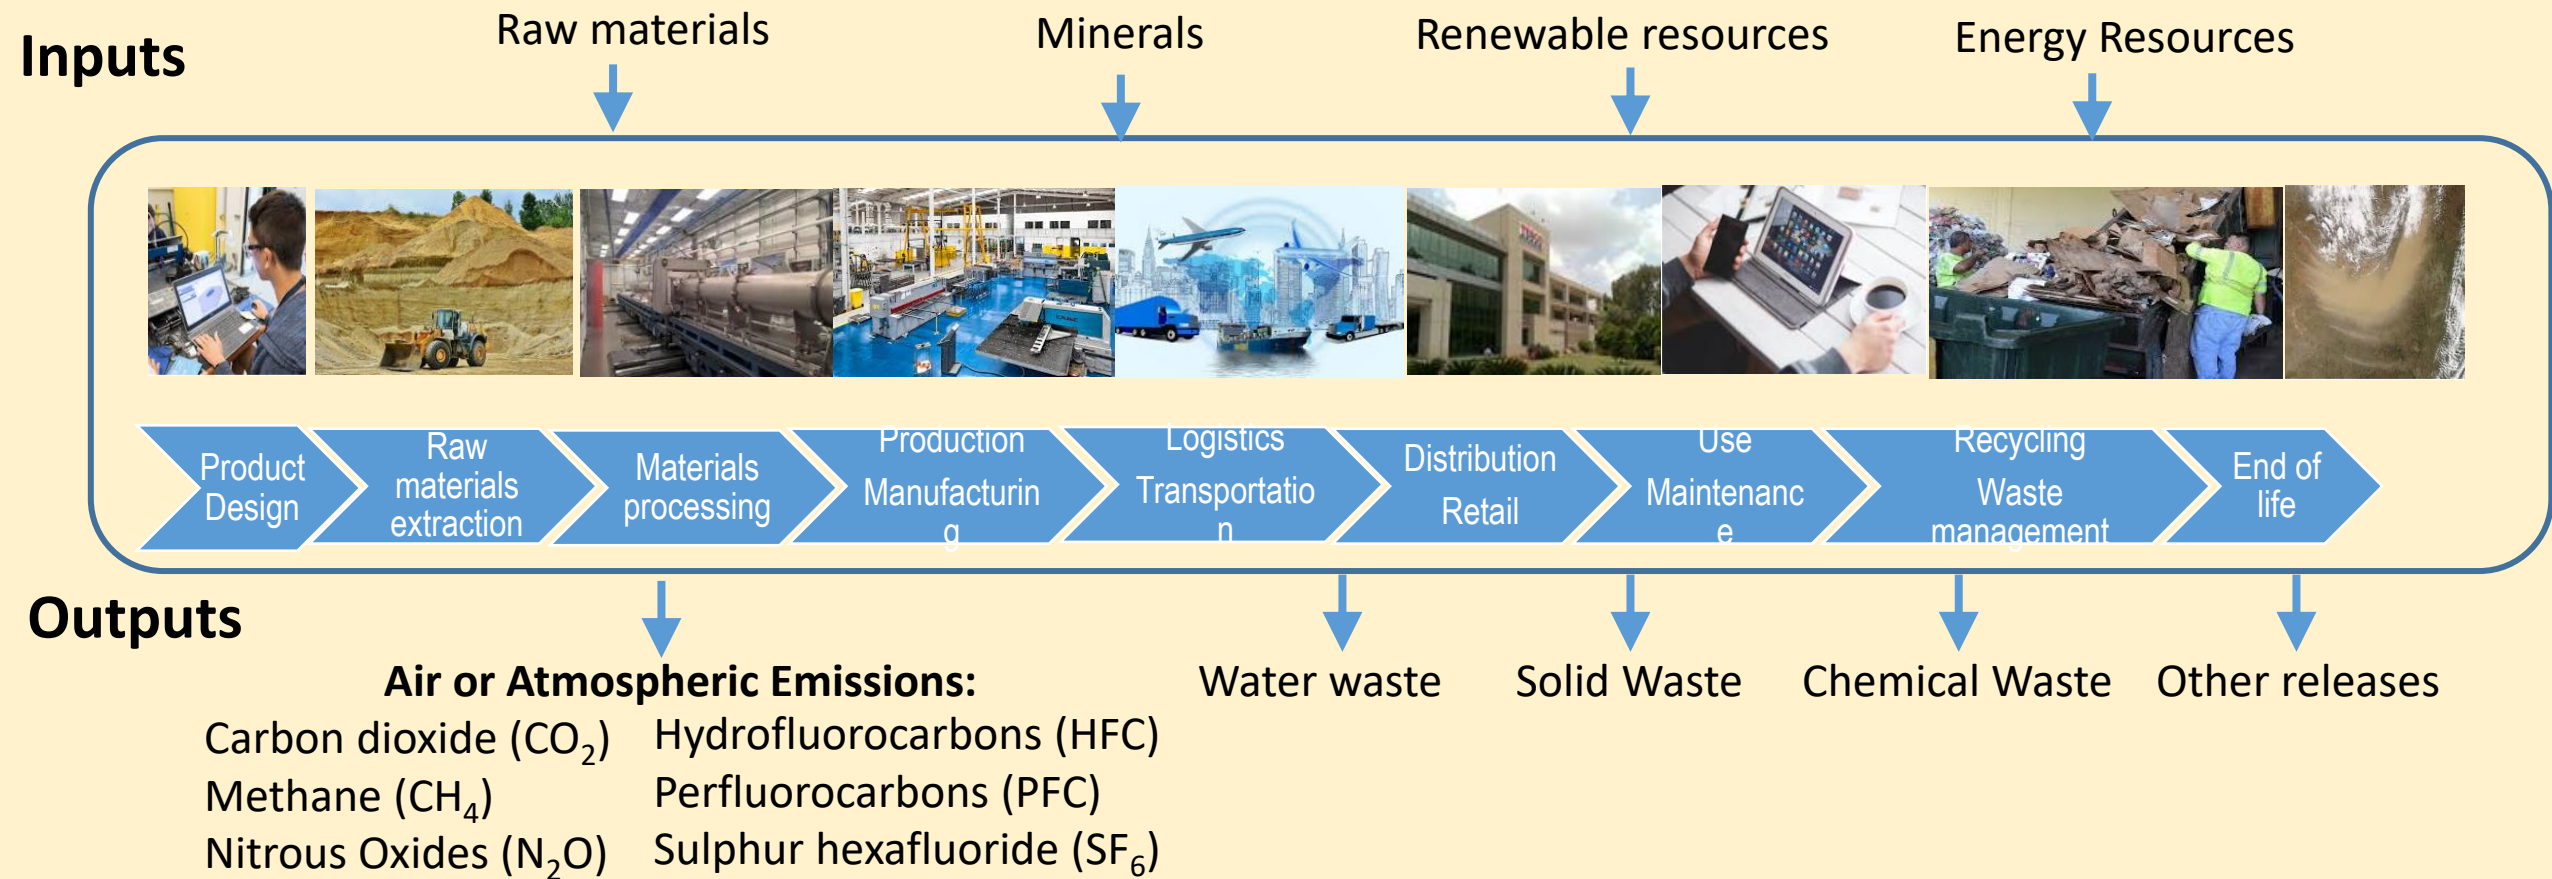 Inputs
Raw materials
Minerals
Renewable resources
Energy Resources
Product
Design
Raw
materials
extraction
Materials
processing
Production
Manufacturin
g
Logistics
Transportatio
n
Distribution
Retail
Use
Maintenanc
e
Recycling
Waste
management
End of
life
Outputs
Air or Atmospheric Emissions:
Carbon dioxide (CO₂)
Methane (CH₄)
Nitrous Oxides (N₂O)
Hydrofluorocarbons (HFC)
Perfluorocarbons (PFC)
Sulphur hexafluoride (SF₆)
Water waste
Solid Waste
Chemical Waste
Other releases